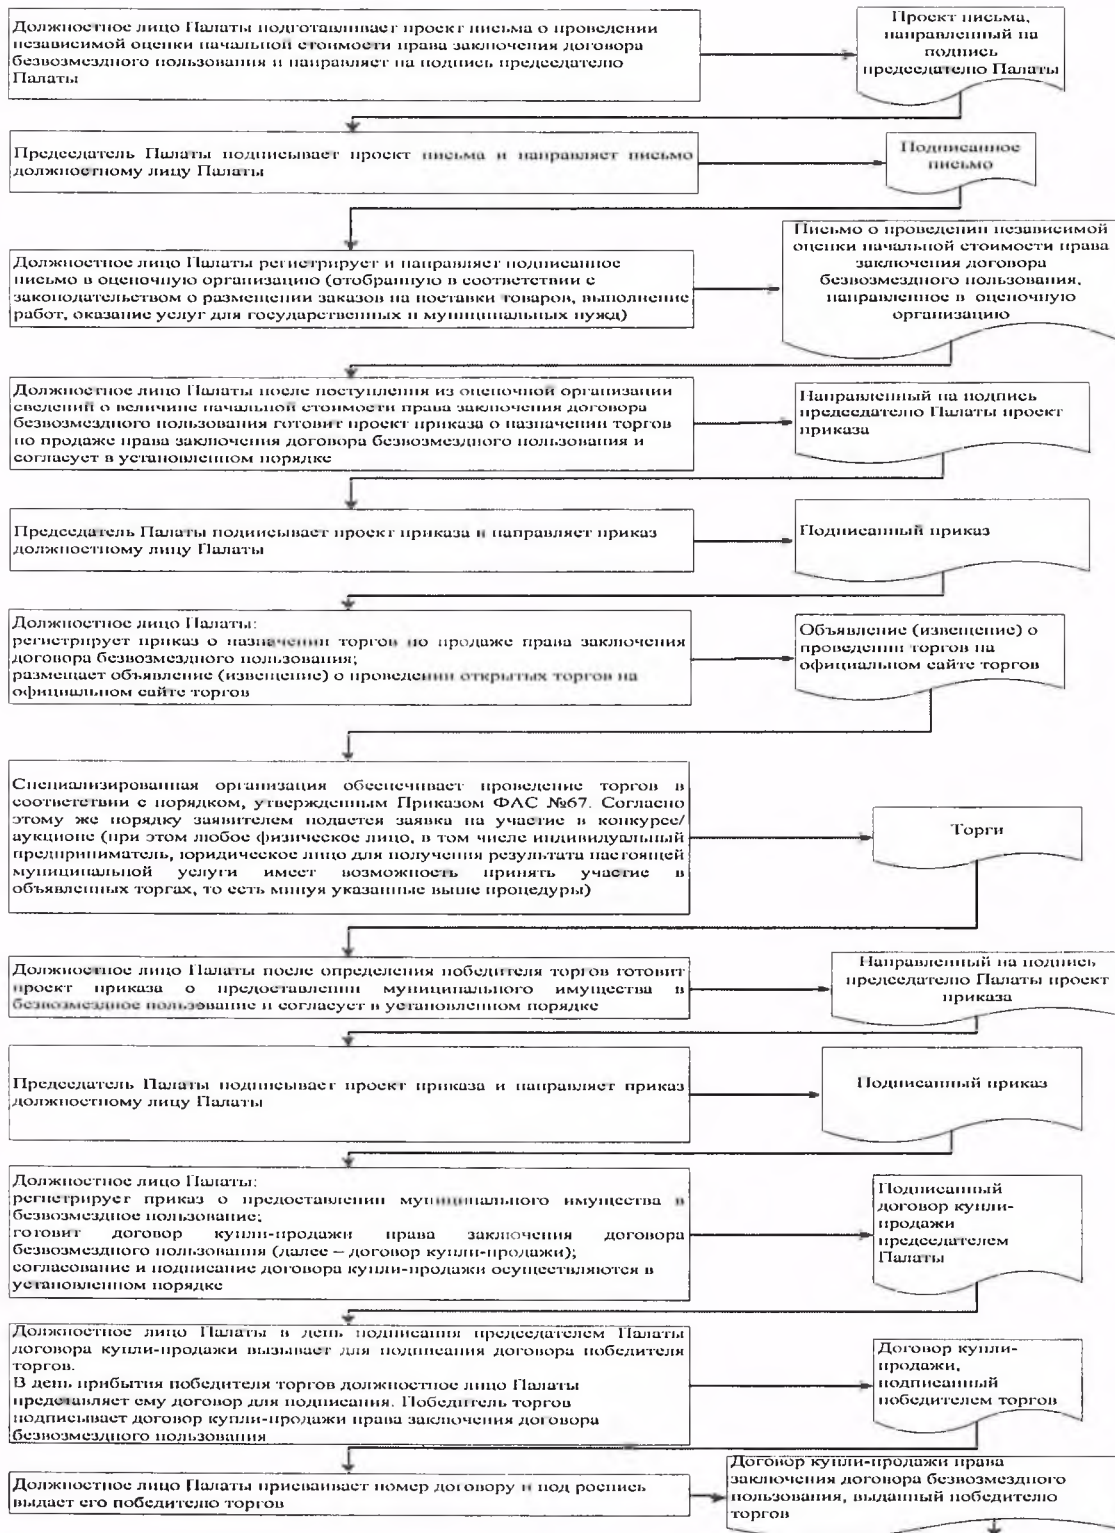 Должностное лицо Палаты подготавливает проект письма о проведении
независимой оценки начальной стоимости права заключения договора
безвозмездного пользования и направляет на подпись председателю
Палаты
Проект письма,
направленный на
подпись
председателю Палаты
Председатель Палаты подписывает проект письма и направляет письмо
должностному лицу Палаты
Подписанное
письмо
Должностное лицо Палаты регистрирует и направляет подписанное
письмо в оценочную организацию (отобранную в соответствии с
законодательством о размещении заказов на поставки товаров, выполнение
работ, оказание услуг для государственных и муниципальных нужд)
Письмо о проведении независимой
оценки начальной стоимости права
заключения договора
безвозмездного пользования,
направленное в оценочную
организацию
Должностное лицо Палаты после поступления из оценочной организации
сведений о величине начальной стоимости права заключения договора
безвозмездного пользования готовит проект приказа о назначении торгов
по продаже права заключения договора безвозмездного пользования и
согласует в установленном порядке
Направленный на подпись
председателю Палаты проект
приказа
Председатель Палаты подписывает проект приказа и направляет приказ
должностному лицу Палаты
Подписанный приказ
Должностное лицо Палаты:
регистрирует приказ о назначении торгов по продаже права заключения
договора безвозмездного пользования;
размещает объявление (извещение) о проведении открытых торгов на
официальном сайте торгов
Объявление (извещение) о
проведении торгов на
официальном сайте торгов
Специализированная организация обеспечивает проведение торгов в
соответствии с порядком, утвержденным Приказом ФАС №67. Согласно
этому же порядку заявителем подается заявка на участие в конкурсе/
аукционе (при этом любое физическое лицо, в том числе индивидуальный
предприниматель, юридическое лицо для получения результата настоящей
муниципальной услуги имеет возможность принять участие в
объявленных торгах, то есть минуя указанные выше процедуры)
Торги
Должностное лицо Палаты после определения победителя торгов готовит
проект приказа о предоставлении муниципального имущества в
безвозмездное пользование и согласует в установленном порядке
Направленный на подпись
председателю Палаты проект
приказа
Председатель Палаты подписывает проект приказа и направляет приказ
должностному лицу Палаты
Подписанный приказ
Должностное лицо Палаты:
регистрирует приказ о предоставлении муниципального имущества в
безвозмездное пользование;
готовит договор купли-продажи права заключения договора
безвозмездного пользования (далее – договор купли-продажи);
согласование и подписание договора купли-продажи осуществляются в
установленном порядке
Подписанный
договор купли-
продажи
председателем
Палаты
Должностное лицо Палаты в день подписания председателем Палаты
договора купли-продажи вызывает для подписания договора победителя
торгов.
В день прибытия победителя торгов должностное лицо Палаты
представляет ему договор для подписания. Победитель торгов
подписывает договор купли-продажи права заключения договора
безвозмездного пользования
Договор купли-
продажи,
подписанный
победителем торгов
Должностное лицо Палаты присваивает номер договору и под роспись
выдает его победителю торгов
Договор купли-продажи права
заключения договора безвозмездного
пользования, выданный победителю
торгов